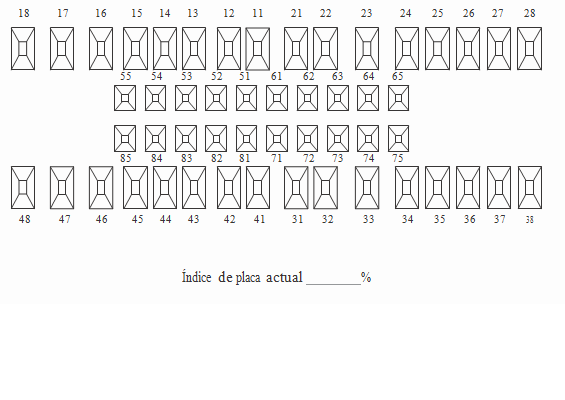 18 17 16 15 14 13 12 11 21 22 23 24 25 26 27 28
55 54 53 52 51 61 62 63 64 65
85 84 83 82 81 71 72 73 74 75
48 47 46 45 44 43 42 41 31 32 33 34 35 36 37 38
Índice de placa actual ________%